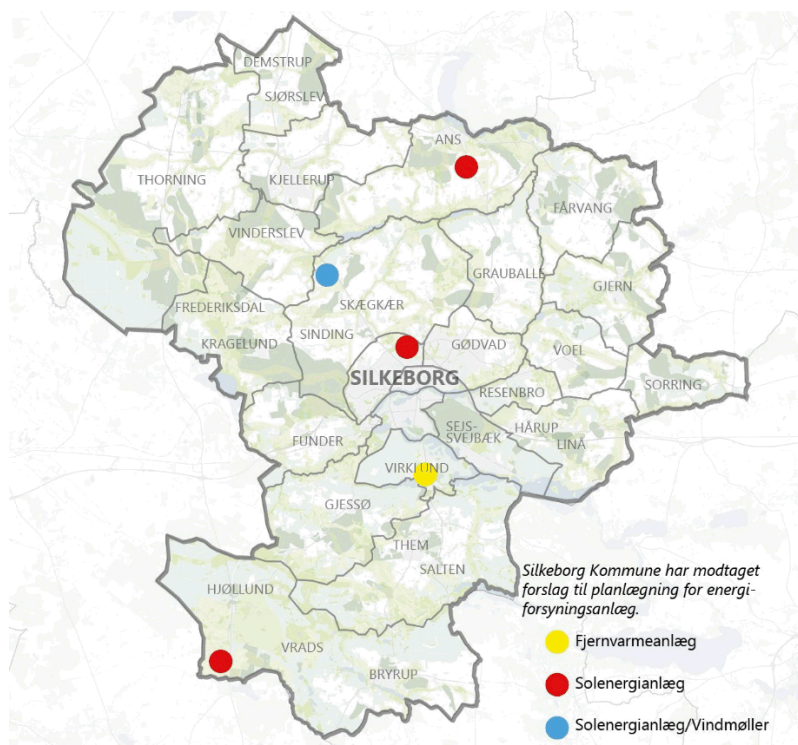 DEMSTRUP
SJØRSLEV
ANS
THORNING
KJELLERUP
FÅRVANG
VINDERSLEV
GRAUBALLE
GJERN
SKÆGKÆR
FREDERIKSDAL
SINDING
KRAGELUND
GØDVAD
VOEL
SILKEBORG
SORRING
RESENBRO
FUNDER
SEJS-
SVEJBÆK
HÅRUP
LINÅ
VIRKLUND
GJESSØ
THEM
SALTEN
HJØLLUND
VRADS
BRYRUP
Silkeborg Kommune har modtaget
forslag til planlægning for energi-
forsyningsanlæg.
Fjernvarmeanlæg
Solenergianlæg
Solenergianlæg/Vindmøller